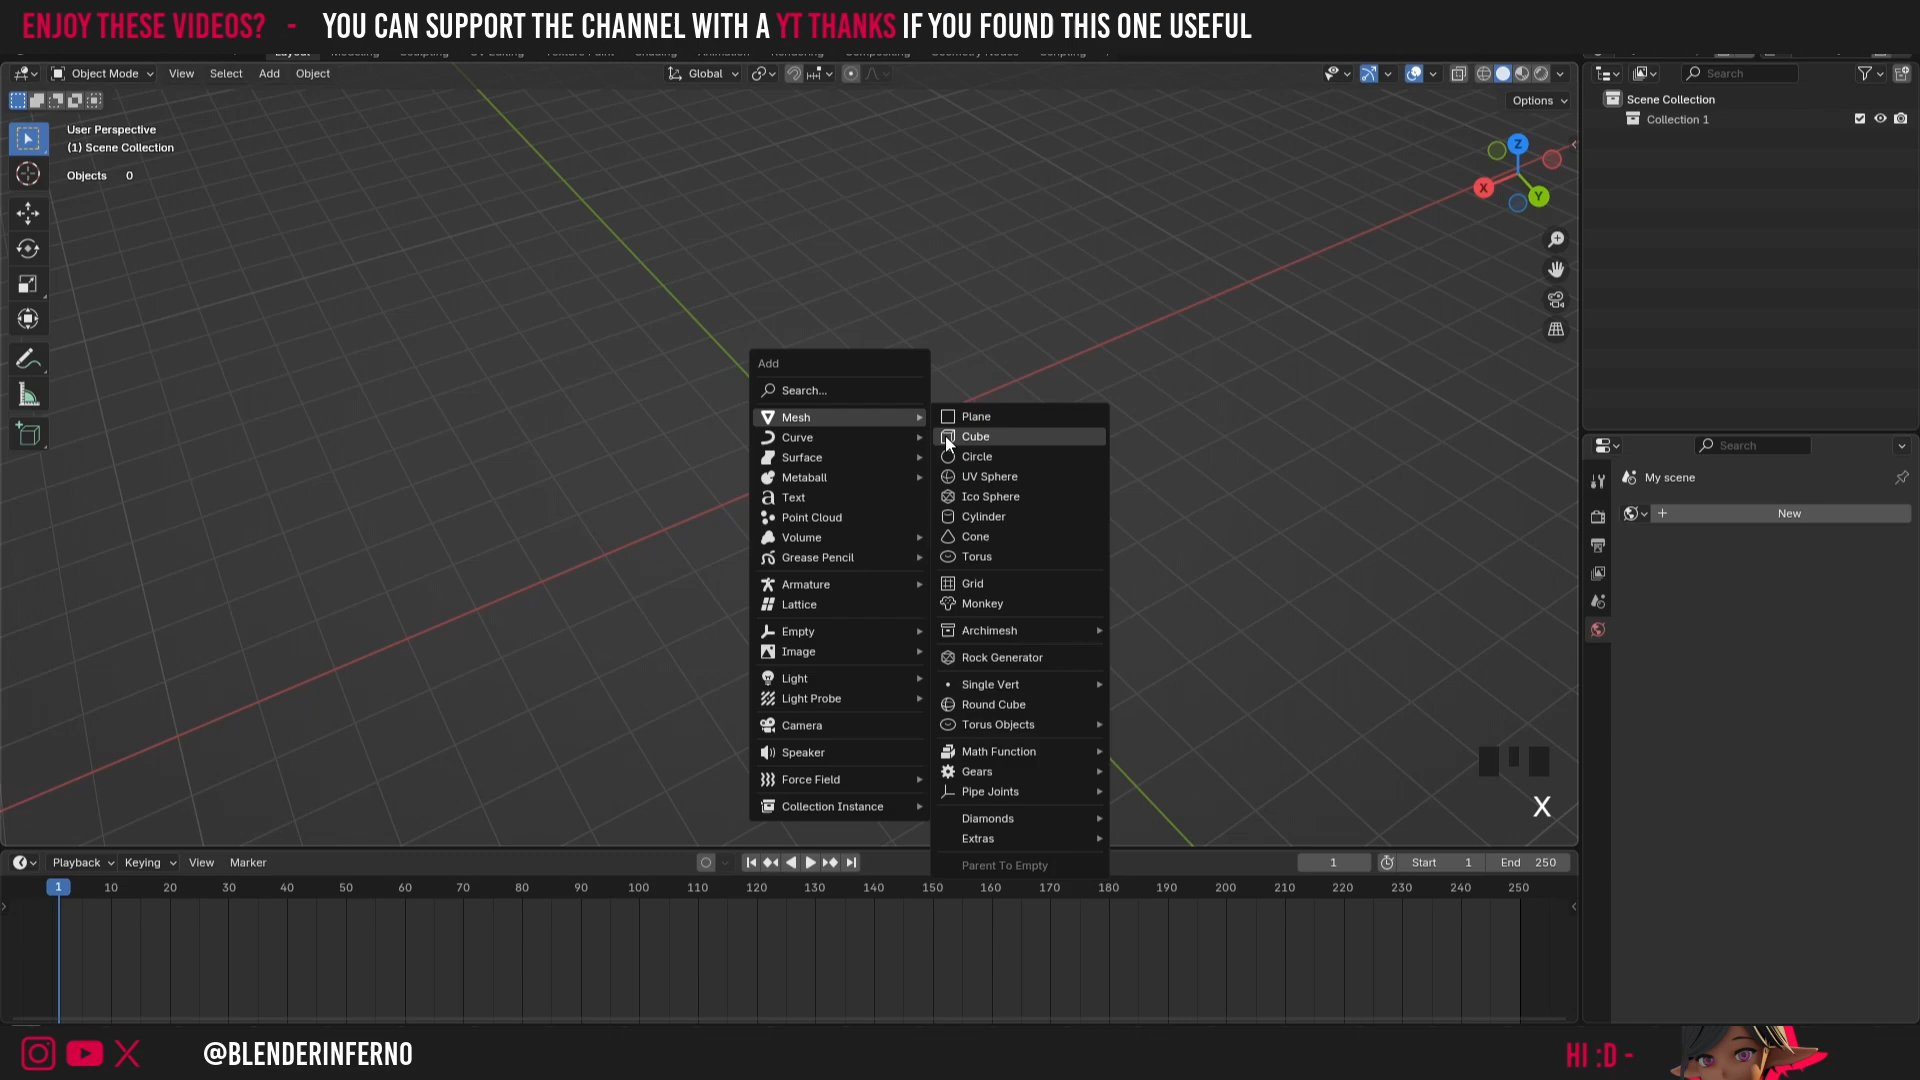 ENJOY THESE VIDEOS? - YOU CAN SUPPORT THE CHANNEL WITH A YT THANKS IF YOU FOUND THIS ONE USEFUL
Object Mode View Select Add Object
Global
Search
Options
User Perspective
(1) Scene Collection
Objects 0
Scene Collection
Collection 1
Z
X
Y
Add
Search...
Mesh
Curve
Surface
Metaball
Text
Point Cloud
Volume
Grease Pencil
Armature
Lattice
Empty
Image
Light
Light Probe
Camera
Speaker
Force Field
Collection Instance
Plane
Cube
Circle
UV Sphere
Ico Sphere
Cylinder
Cone
Torus
Grid
Monkey
Archimesh
Rock Generator
Single Vert
Round Cube
Torus Objects
Math Function
Gears
Pipe Joints
Diamonds
Extras
Parent To Empty
Search
My scene
New
X
Playback Keying View Marker
1 Start 1 End 250
1 10 20 30 40 50 60 70 80 90 100 110 120 130 140 150 160 170 180 190 200 210 220 230 240 250
@BLENDERINFERNO
HI :D -